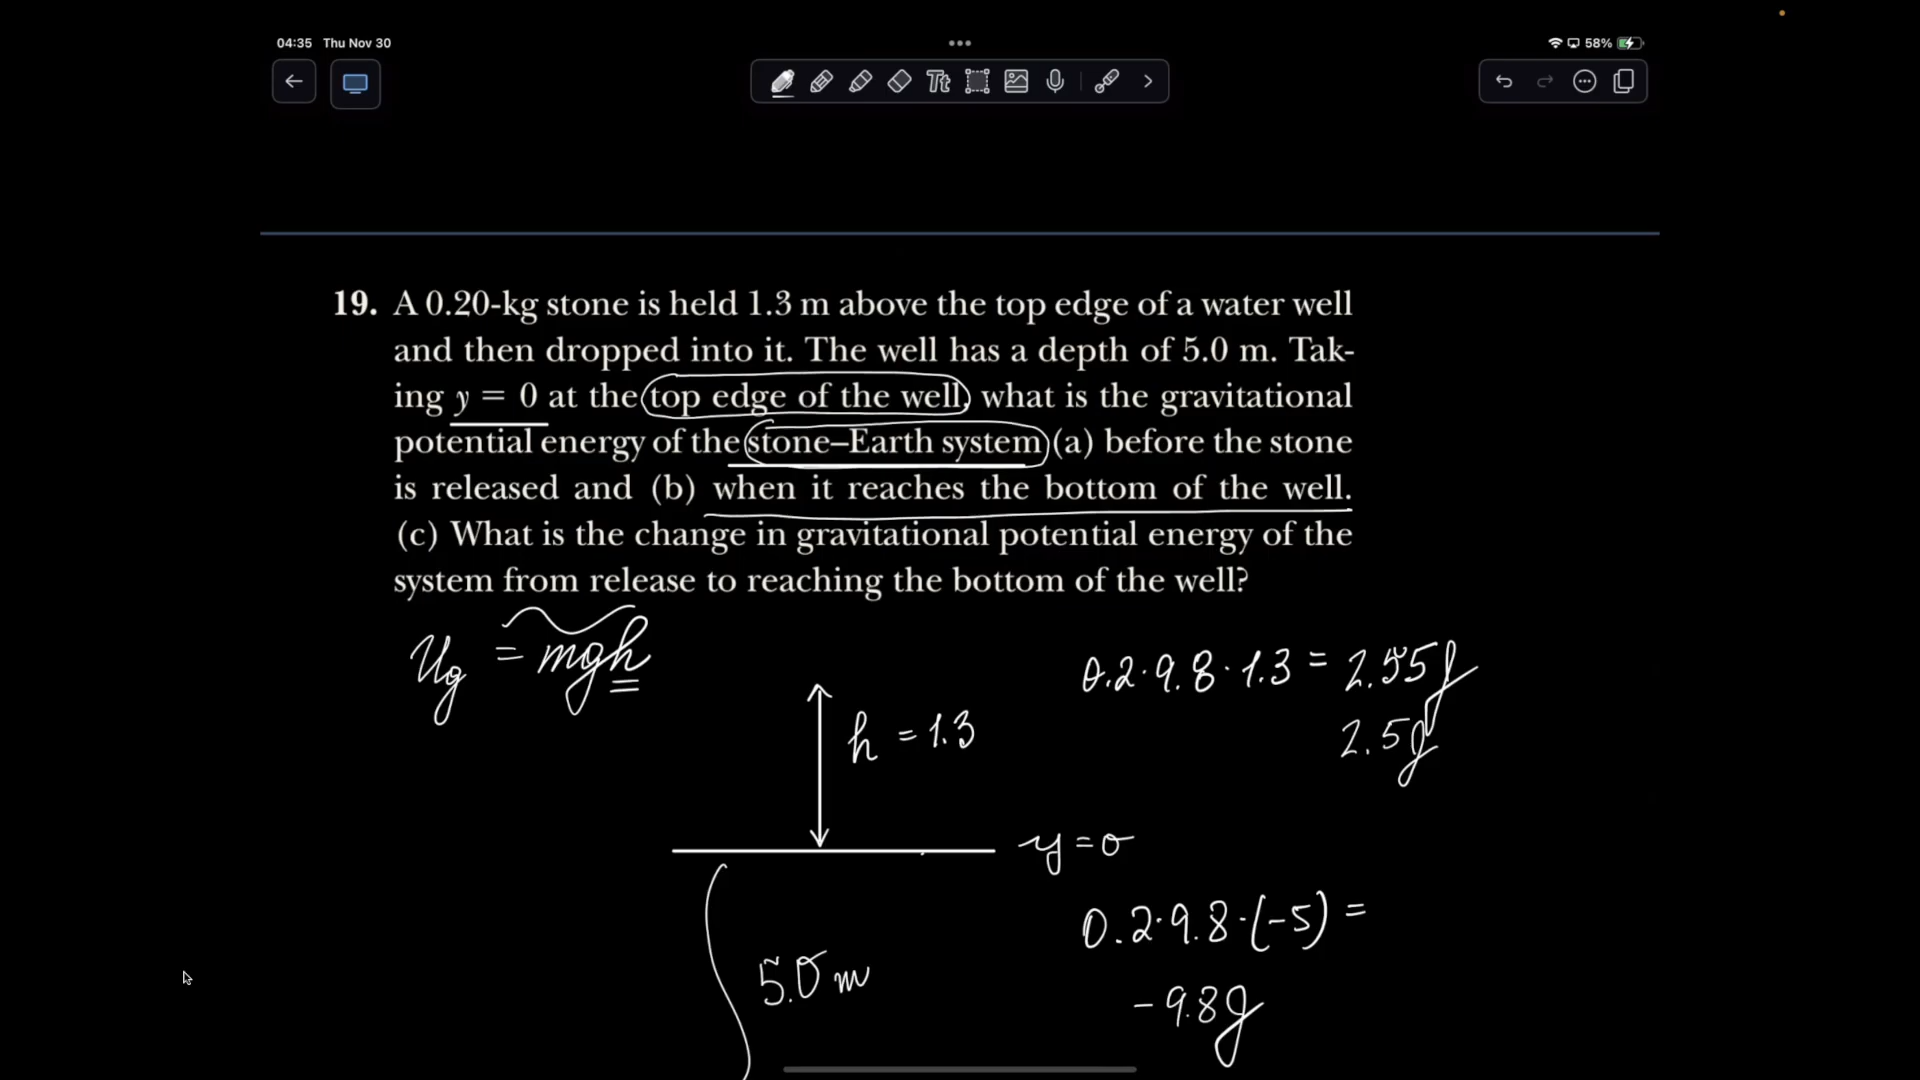 04:35 Thu Nov 30
58%
Tt
19. A 0.20-kg stone is held 1.3 m above the top edge of a water well
and then dropped into it. The well has a depth of 5.0 m. Tak-
ing y = 0 at the top edge of the well, what is the gravitational
potential energy of the stone–Earth system (a) before the stone
is released and (b) when it reaches the bottom of the well.
(c) What is the change in gravitational potential energy of the
system from release to reaching the bottom of the well?
Ug = mgh
0.2·9.8·1.3 = 2.55J
2.5J
h = 1.3
y = 0
0.2·9.8·(-5) =
5.0 m
-9.8J